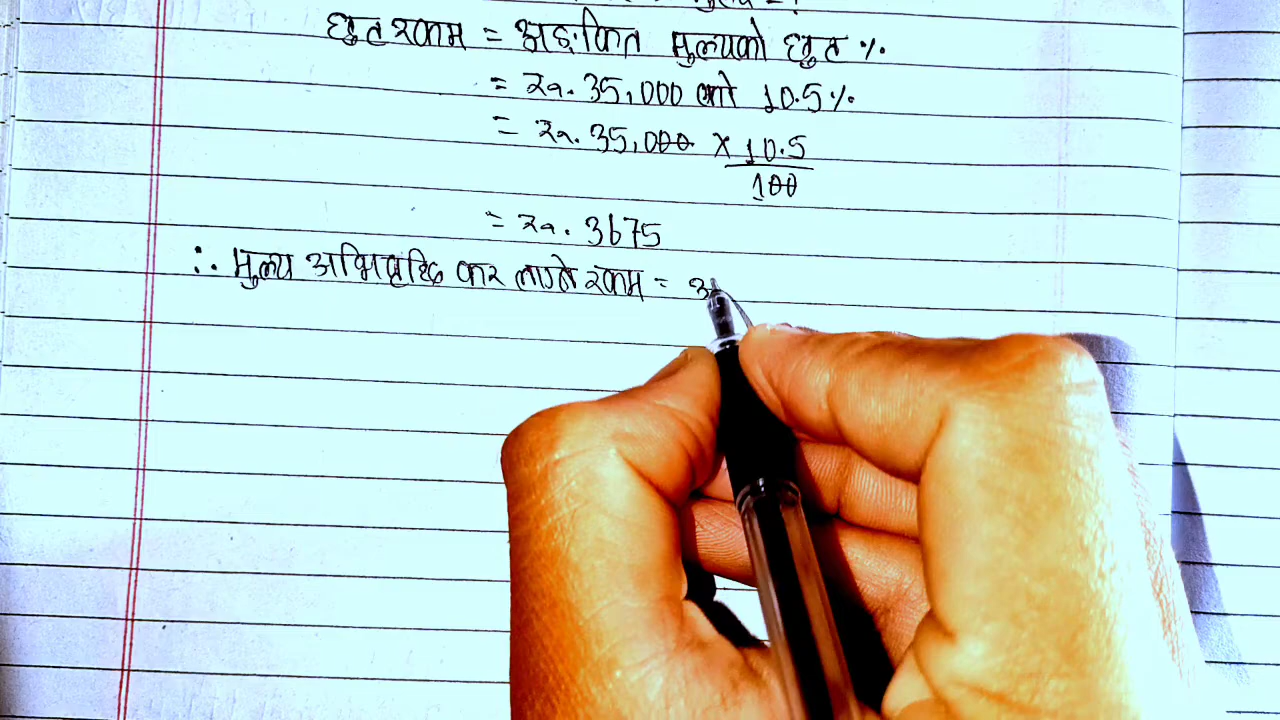 छुट रकम = अङ्कित मुल्यको छुट %
= रू. 35,000 को 10.5%
= रू. 35,000 × 10.5
100
= रू. 3675
∴ मुल्य अभिवृद्धि कर लाग्ने रकम =